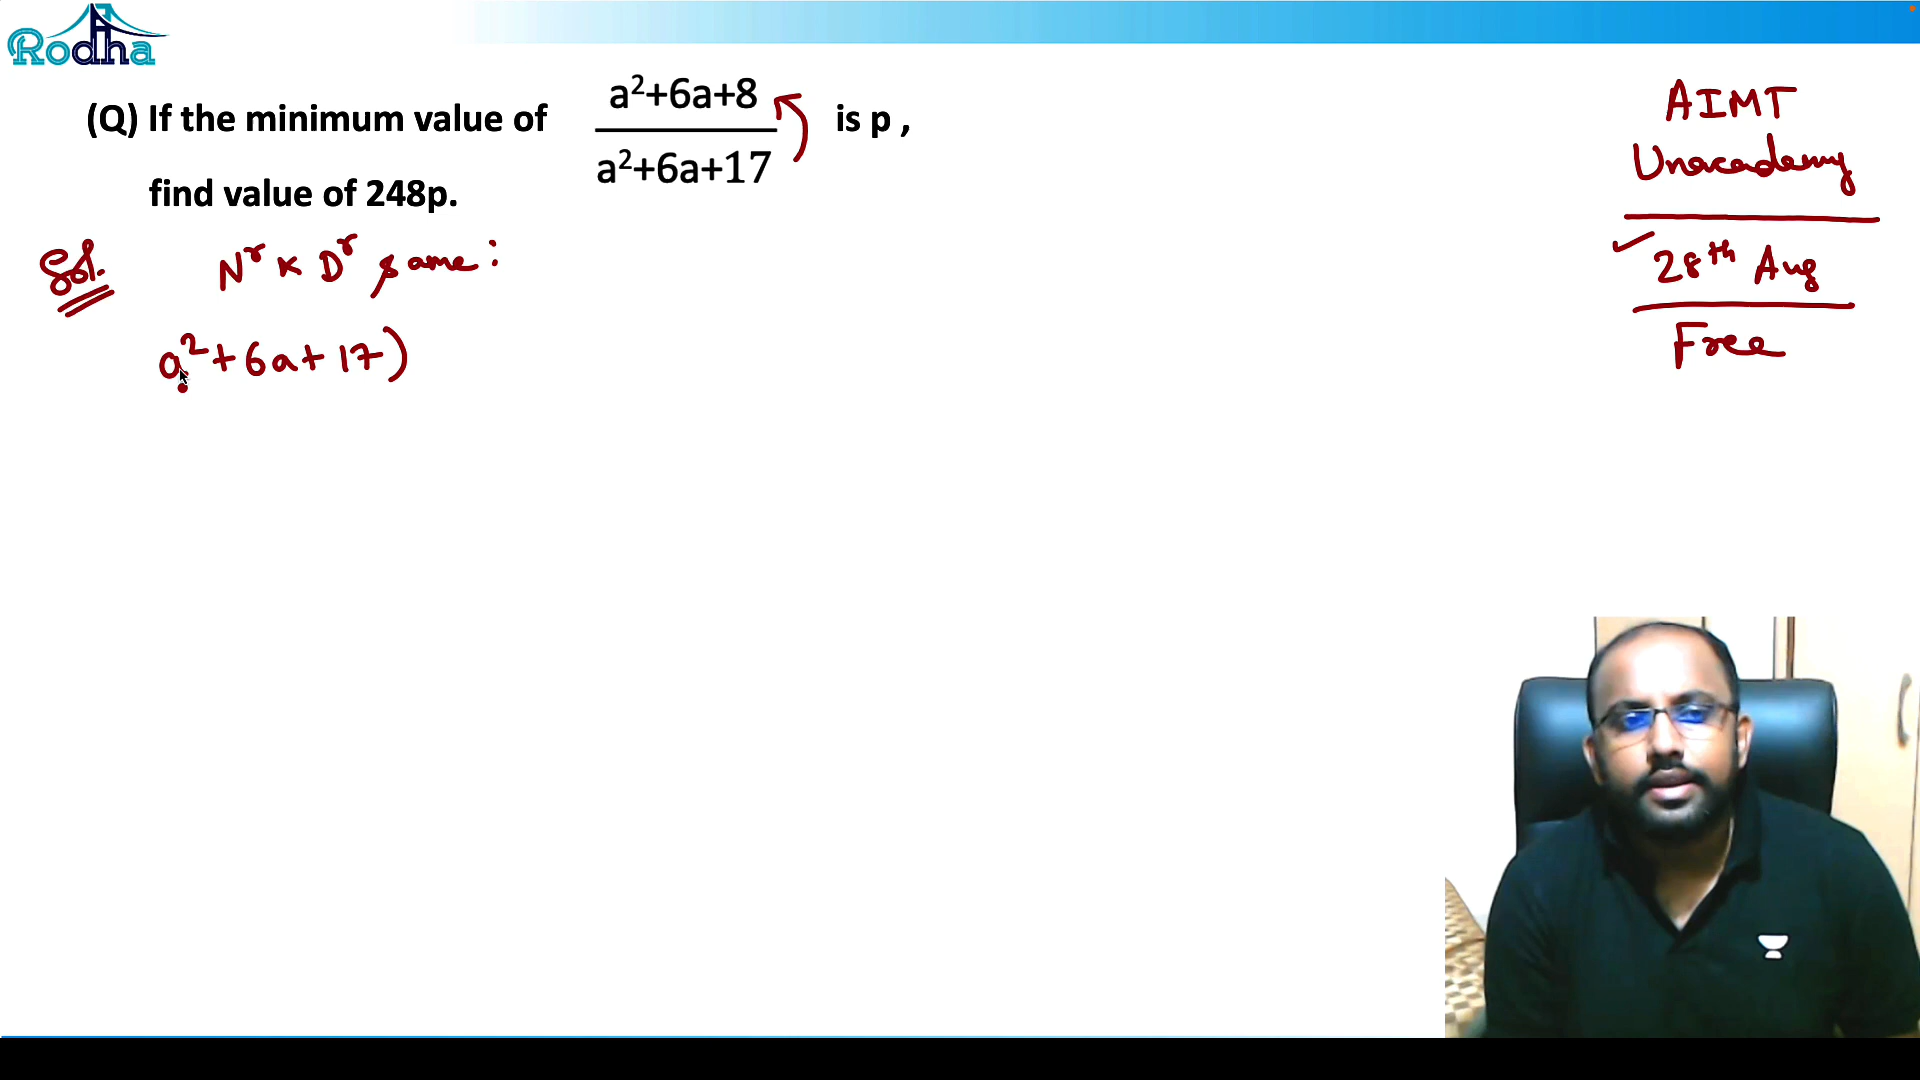 Rodha
(Q) If the minimum value of a²+6a+8 / a²+6a+17 is p ,
find value of 248p.
Sol. Nʳ & Dʳ same :
a²+6a+17)
AIMT
Unacademy
28th Aug
Free